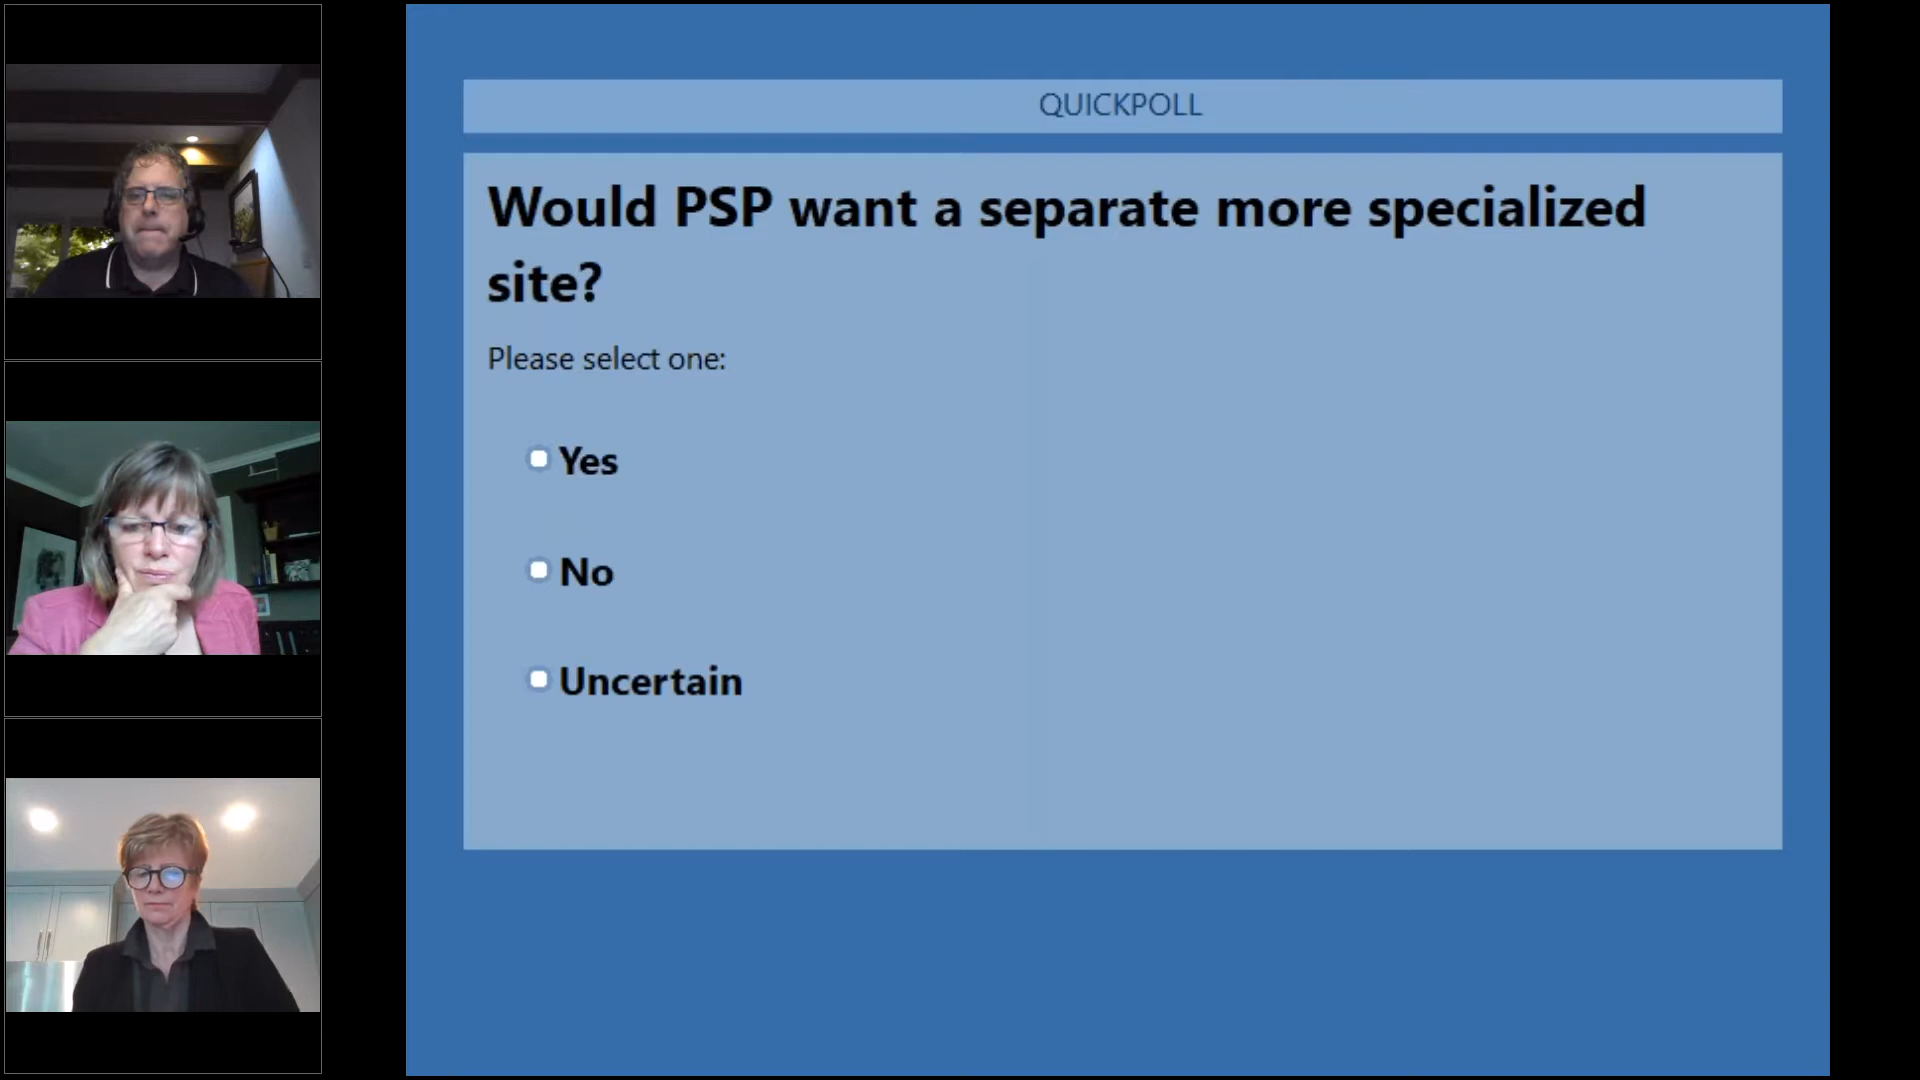 QUICKPOLL
Would PSP want a separate more specialized
site?
Please select one:
Yes
No
Uncertain